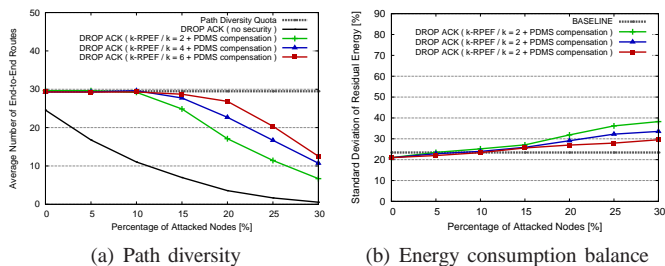 Path Diversity Quota
DROP ACK ( no security )
DROP ACK ( k-RPEF / k = 2 + PDMS compensation )
DROP ACK ( k-RPEF / k = 4 + PDMS compensation )
DROP ACK ( k-RPEF / k = 6 + PDMS compensation )
Average Number of End-to-End Routes
50
40
30
20
10
0
0 5 10 15 20 25 30
Percentage of Attacked Nodes [%]
(a) Path diversity
BASELINE
DROP ACK ( k-RPEF / k = 2 + PDMS compensation )
DROP ACK ( k-RPEF / k = 2 + PDMS compensation )
DROP ACK ( k-RPEF / k = 2 + PDMS compensation )
Standard Deviation of Residual Energy [%]
90
80
70
60
50
40
30
20
10
0
0 5 10 15 20 25 30
Percentage of Attacked Nodes [%]
(b) Energy consumption balance